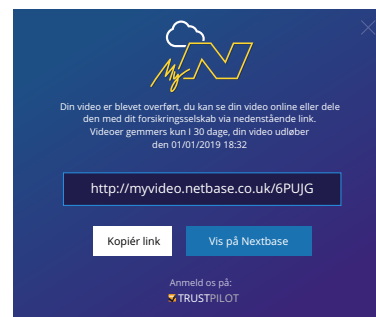 My N
Din video er blevet overført, du kan se din video online eller dele
den med dit forsikringsselskab via nedenstående link.
Videoer gemmers kun I 30 dage, din video udløber
den 01/01/2019 18:32
http://myvideo.netbase.co.uk/6PUJG
Kopiér link
Vis på Nextbase
Anmeld os på:
TRUSTPILOT